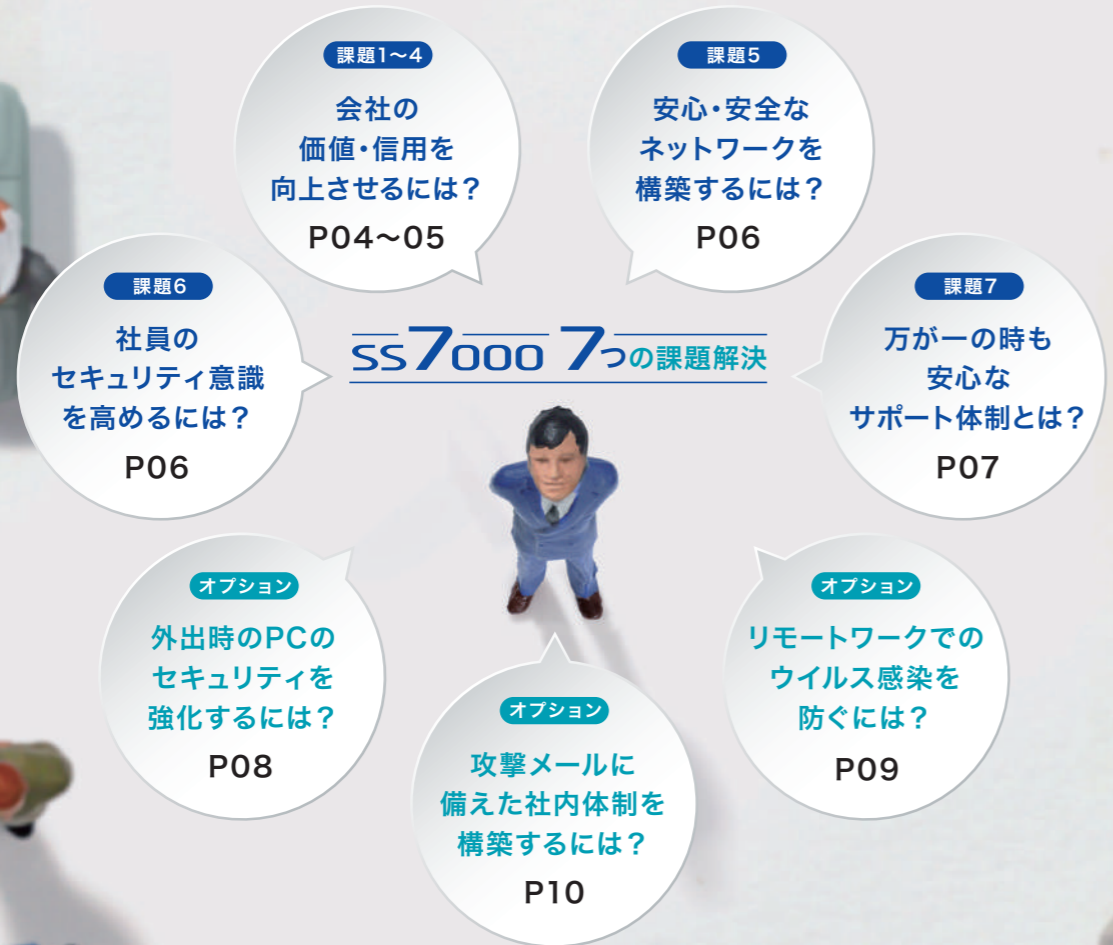 課題1〜4
会社の
価値・信用を
向上させるには？
P04〜05
課題5
安心・安全な
ネットワークを
構築するには？
P06
課題6
社員の
セキュリティ意識
を高めるには？
P06
SS7000 7つの課題解決
課題7
万が一の時も
安心な
サポート体制とは？
P07
オプション
外出時のPCの
セキュリティを
強化するには？
P08
オプション
攻撃メールに
備えた社内体制を
構築するには？
P10
オプション
リモートワークでの
ウイルス感染を
防ぐには？
P09